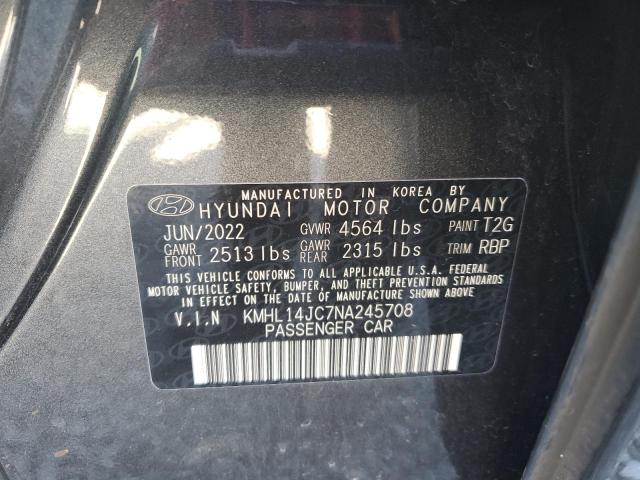 MANUFACTURED IN KOREA BY
HYUNDAI MOTOR COMPANY
JUN/2022 GVWR 4564 lbs PAINT T2G
GAWR FRONT 2513 lbs GAWR REAR 2315 lbs TRIM RBP
THIS VEHICLE CONFORMS TO ALL APPLICABLE U.S.A. FEDERAL
MOTOR VEHICLE SAFETY, BUMPER, AND THEFT PREVENTION STANDARDS
IN EFFECT ON THE DATE OF MANUFACTURE SHOWN ABOVE.
V.I.N KMHL14JC7NA245708
PASSENGER CAR